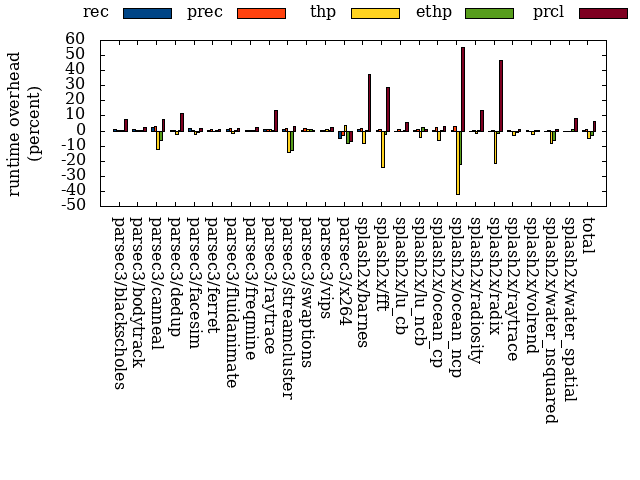 rec prec thp ethp prcl
runtime overhead
(percent)
60
50
40
30
20
10
0
-10
-20
-30
-40
-50
parsec3/blackscholes
parsec3/bodytrack
parsec3/canneal
parsec3/dedup
parsec3/facesim
parsec3/ferret
parsec3/fluidanimate
parsec3/freqmine
parsec3/raytrace
parsec3/streamcluster
parsec3/swaptions
parsec3/vips
parsec3/x264
splash2x/barnes
splash2x/fft
splash2x/lu_cb
splash2x/lu_ncb
splash2x/ocean_cp
splash2x/ocean_ncp
splash2x/radiosity
splash2x/radix
splash2x/raytrace
splash2x/volrend
splash2x/water_nsquared
splash2x/water_spatial
total